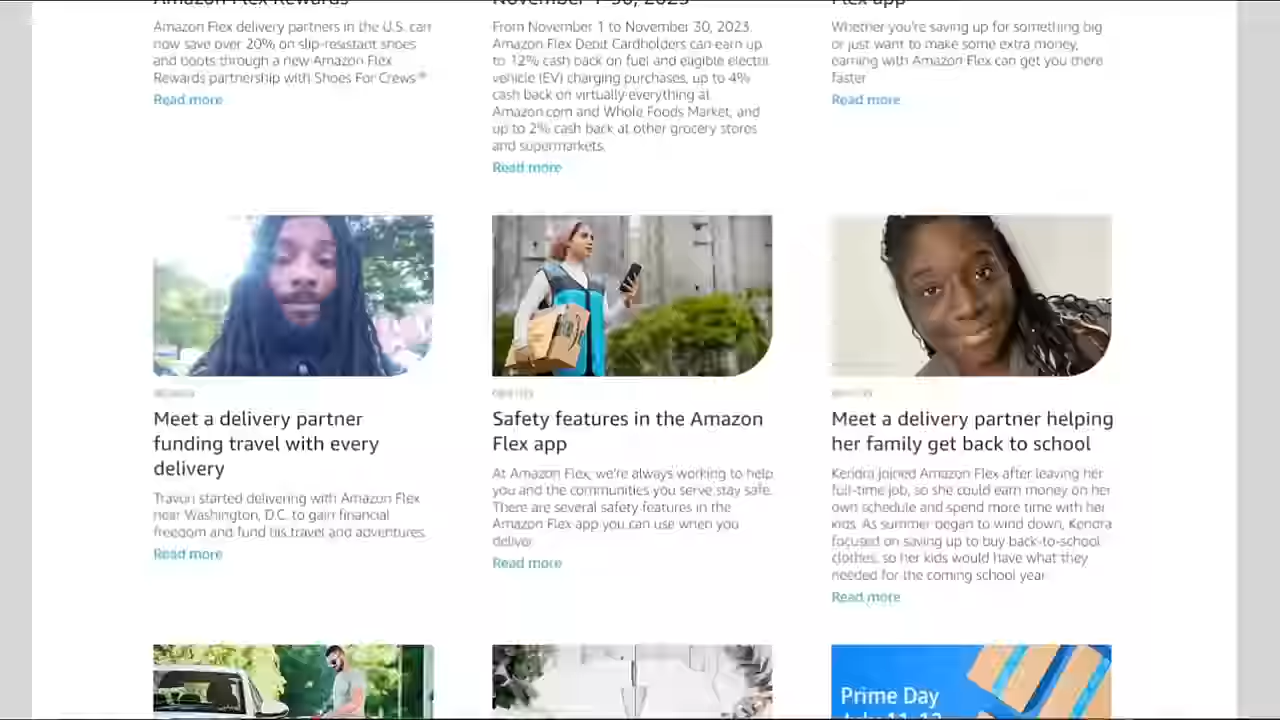 Amazon Flex Rewards
Amazon Flex delivery partners in the U.S. can
now save over 20% on slip-resistant shoes
and boots through a new Amazon Flex
Rewards partnership with Shoes For Crews®
Read more
November 1-30, 2023
From November 1 to November 30, 2023,
Amazon Flex Debit Cardholders can earn up
to 12% cash back on fuel and eligible electric
vehicle (EV) charging purchases, up to 4%
cash back on virtually everything at
Amazon.com and Whole Foods Market, and
up to 2% cash back at other grocery stores
and supermarkets.
Read more
Flex app
Whether you're saving up for something big
or just want to make some extra money,
earning with Amazon Flex can get you there
faster
Read more
Meet a delivery partner
funding travel with every
delivery
Travon started delivering with Amazon Flex
near Washington, D.C. to gain financial
freedom and fund his travel and adventures.
Read more
Safety features in the Amazon
Flex app
At Amazon Flex, we're always working to help
you and the communities you serve stay safe.
There are several safety features in the
Amazon Flex app you can use when you
deliver.
Read more
Meet a delivery partner helping
her family get back to school
Kendra joined Amazon Flex after leaving her
full-time job, so she could earn money on her
own schedule and spend more time with her
kids. As summer began to wind down, Kendra
focused on saving up to buy back-to-school
clothes, so her kids would have what they
needed for the coming school year.
Read more
Prime Day
July 11-12